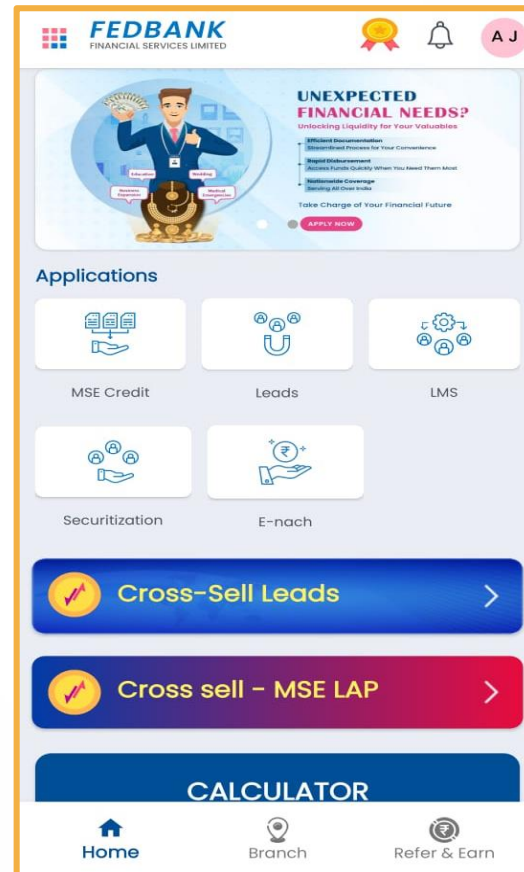 FEDBANK
FINANCIAL SERVICES LIMITED
A J
UNEXPECTED
FINANCIAL NEEDS?
Unlocking Liquidity for Your Valuables
Efficient Documentation
Streamlined Process for Your Convenience
Rapid Disbursement
Access Funds Quickly When You Need Them Most
Nationwide Coverage
Serving All Over India
Take Charge of Your Financial Future
APPLY NOW
Education
Wedding
Business Expansion
Medical Emergencies
Applications
MSE Credit
Leads
LMS
Securitization
E-nach
Cross-Sell Leads
Cross sell - MSE LAP
CALCULATOR
Home
Branch
Refer & Earn